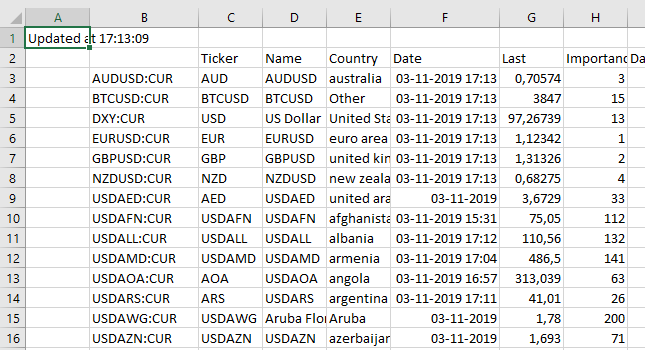 A B C D E F G H
1 Updated at 17:13:09
2 Ticker Name Country Date Last Importanc Da
3 AUDUSD:CUR AUD AUDUSD australia 03-11-2019 17:13 0,70574 3
4 BTCUSD:CUR BTCUSD BTCUSD Other 03-11-2019 17:13 3847 15
5 DXY:CUR USD US Dollar United Sta 03-11-2019 17:13 97,26739 13
6 EURUSD:CUR EUR EURUSD euro area 03-11-2019 17:13 1,12342 1
7 GBPUSD:CUR GBP GBPUSD united kin 03-11-2019 17:13 1,31326 2
8 NZDUSD:CUR NZD NZDUSD new zeala 03-11-2019 17:13 0,68275 4
9 USDAED:CUR AED USDAED united ara 03-11-2019 3,6729 33
10 USDAFN:CUR USDAFN USDAFN afghanista 03-11-2019 15:31 75,05 112
11 USDALL:CUR USDALL USDALL albania 03-11-2019 17:12 110,56 132
12 USDAMD:CUR USDAMD USDAMD armenia 03-11-2019 17:04 486,5 141
13 USDAOA:CUR AOA USDAOA angola 03-11-2019 16:57 313,039 63
14 USDARS:CUR ARS USDARS argentina 03-11-2019 17:11 41,01 26
15 USDAWG:CUR USDAWG Aruba Flor Aruba 03-11-2019 1,78 200
16 USDAZN:CUR USDAZN USDAZN azerbaijan 03-11-2019 1,693 71